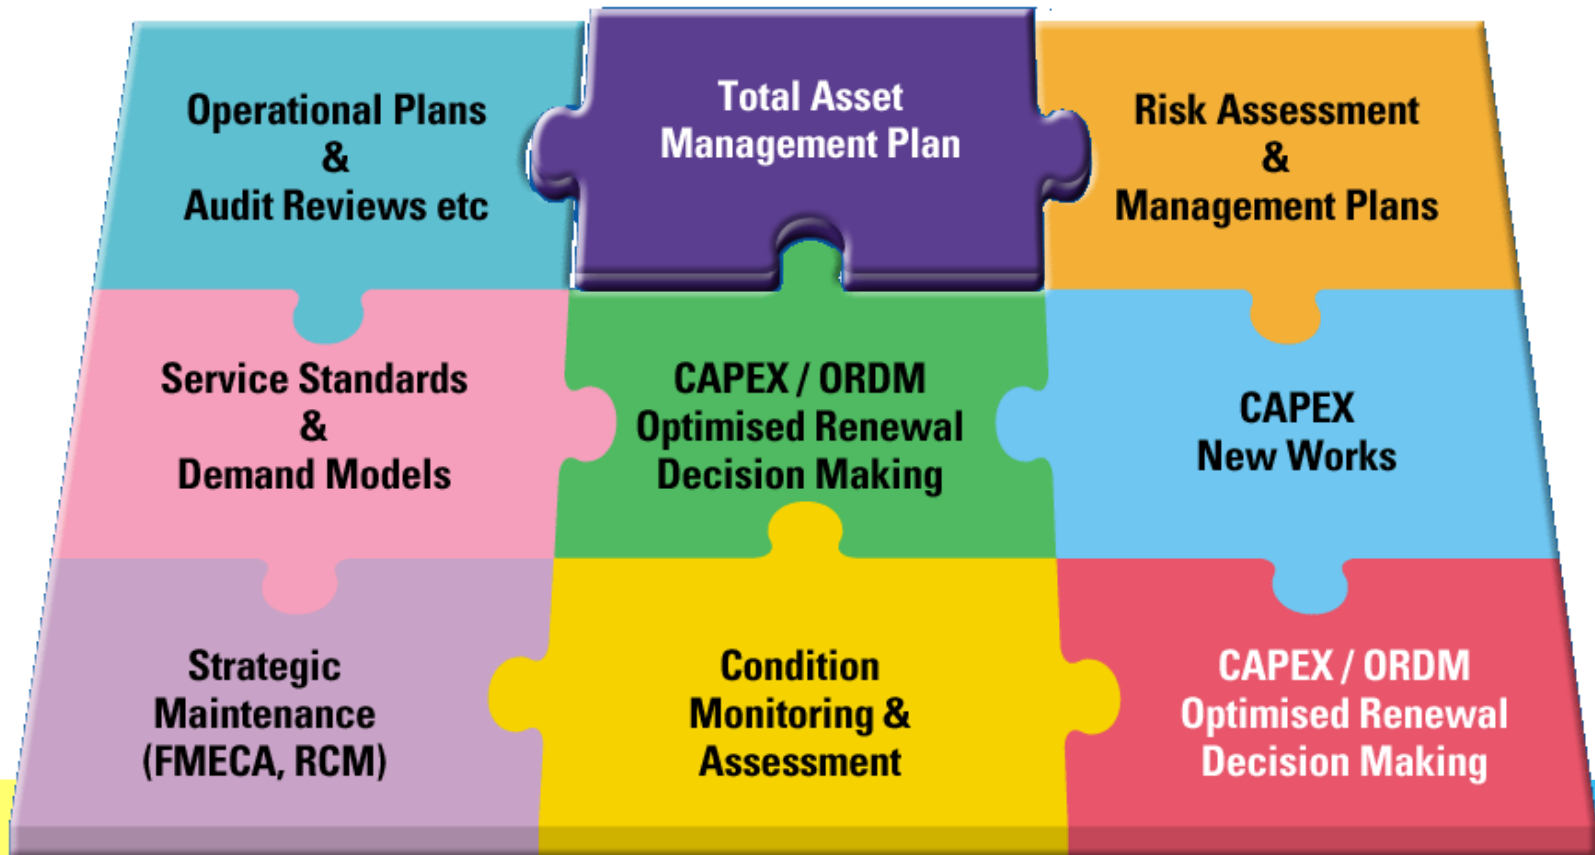 Operational Plans
&
Audit Reviews etc
Total Asset
Management Plan
Risk Assessment
&
Management Plans
Service Standards
&
Demand Models
CAPEX / ORDM
Optimised Renewal
Decision Making
CAPEX
New Works
Strategic
Maintenance
(FMECA, RCM)
Condition
Monitoring &
Assessment
CAPEX / ORDM
Optimised Renewal
Decision Making